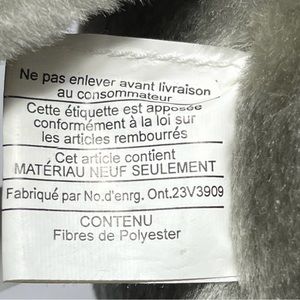 Ne pas enlever avant livraison
au consommateur
Cette étiquette est apposée
conformément à la loi sur
les articles rembourrés
Cet article contient
MATÉRIAU NEUF SEULEMENT
Fabriqué par No.d'enrg. Ont.23V3909
CONTENU
Fibres de Polyester